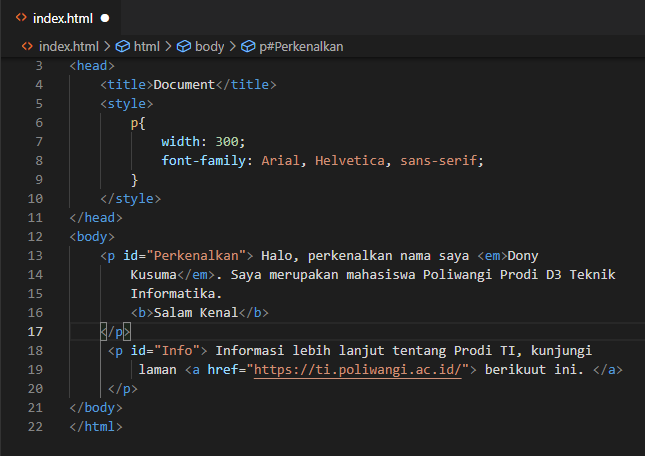 index.html
index.html > html > body > p#Perkenalkan
3 <head>
4 <title>Document</title>
5 <style>
6 p{
7 width: 300;
8 font-family: Arial, Helvetica, sans-serif;
9 }
10 </style>
11 </head>
12 <body>
13 <p id="Perkenalkan"> Halo, perkenalkan nama saya <em>Dony
14 Kusuma</em>. Saya merupakan mahasiswa Poliwangi Prodi D3 Teknik
15 Informatika.
16 <b>Salam Kenal</b>
17 </p>
18 <p id="Info"> Informasi lebih lanjut tentang Prodi TI, kunjungi
19 laman <a href="https://ti.poliwangi.ac.id/"> berikuut ini. </a>
20 </p>
21 </body>
22 </html>